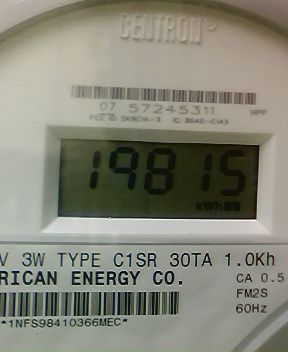 CENTRON®
07 57245311 HPP
19815
kWh
V 3W TYPE C1SR 30TA 1.0Kh
RICAN ENERGY CO. CA 0.5
FM2S
*1NFS98410366MEC* 60Hz